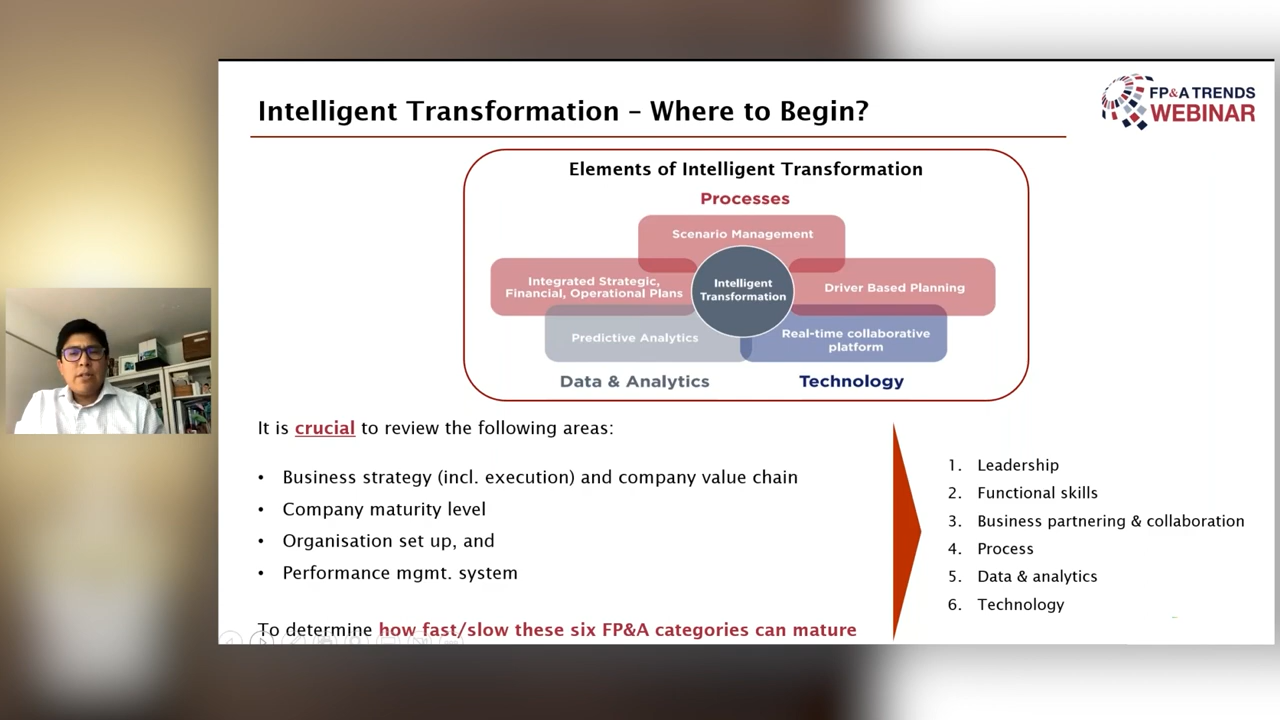 Intelligent Transformation – Where to Begin?
FP&A TRENDS
WEBINAR
Elements of Intelligent Transformation
Processes
Scenario Management
Integrated Strategic,
Financial, Operational Plans
Intelligent
Transformation
Driver Based Planning
Predictive Analytics
Real-time collaborative
platform
Data & Analytics
Technology
It is crucial to review the following areas:
• Business strategy (incl. execution) and company value chain
• Company maturity level
• Organisation set up, and
• Performance mgmt. system
To determine how fast/slow these six FP&A categories can mature
1. Leadership
2. Functional skills
3. Business partnering & collaboration
4. Process
5. Data & analytics
6. Technology